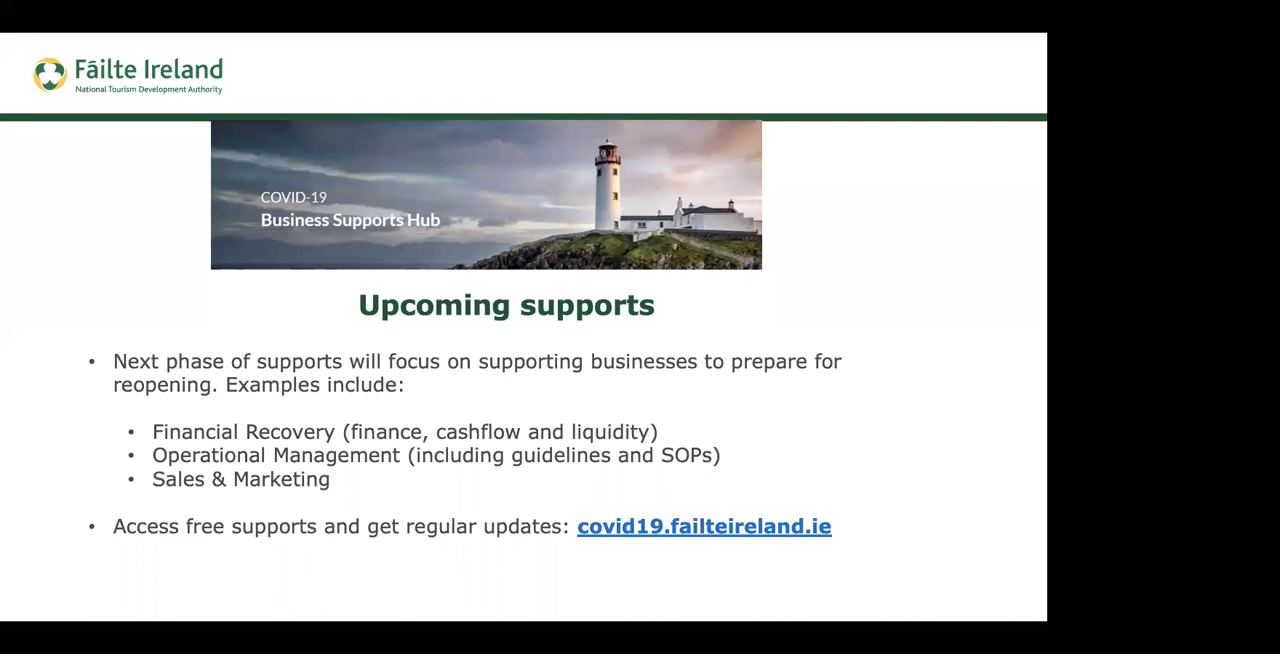 Fáilte Ireland
National Tourism Development Authority
COVID-19
Business Supports Hub
Upcoming supports
• Next phase of supports will focus on supporting businesses to prepare for
reopening. Examples include:
• Financial Recovery (finance, cashflow and liquidity)
• Operational Management (including guidelines and SOPs)
• Sales & Marketing
• Access free supports and get regular updates: covid19.failteireland.ie